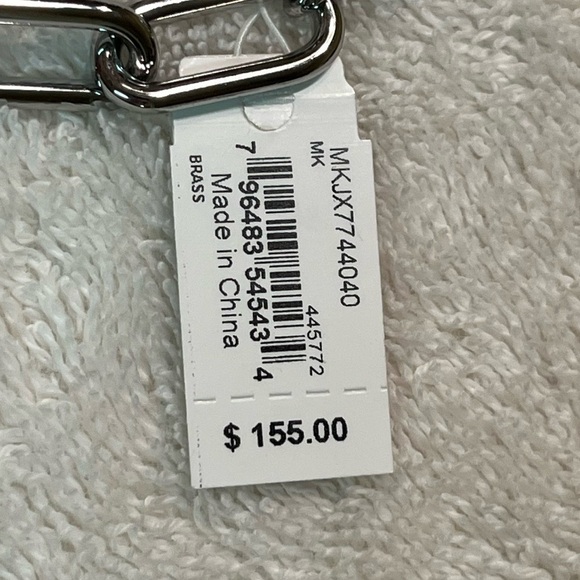 MKJX7744040
MK
445772
7 96483 54543 4
Made in China
BRASS
$ 155.00